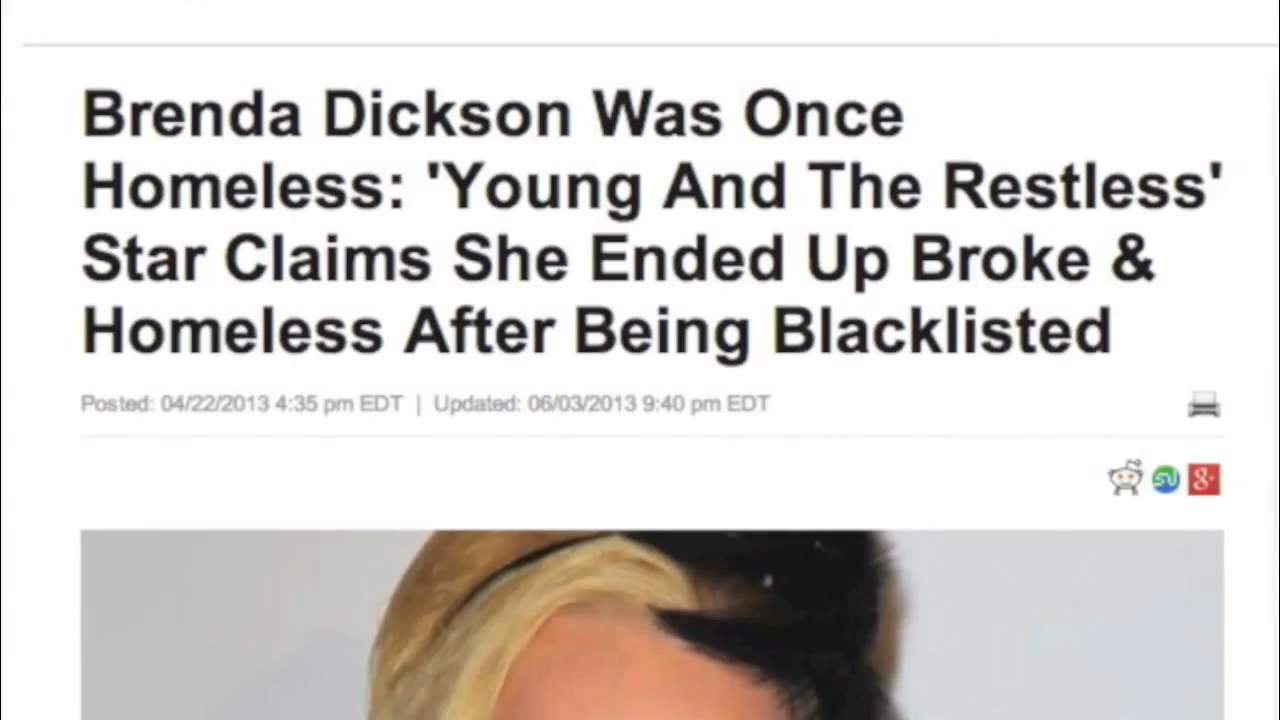 Brenda Dickson Was Once
Homeless: 'Young And The Restless'
Star Claims She Ended Up Broke &
Homeless After Being Blacklisted
Posted: 04/22/2013 4:35 pm EDT | Updated: 06/03/2013 9:40 pm EDT